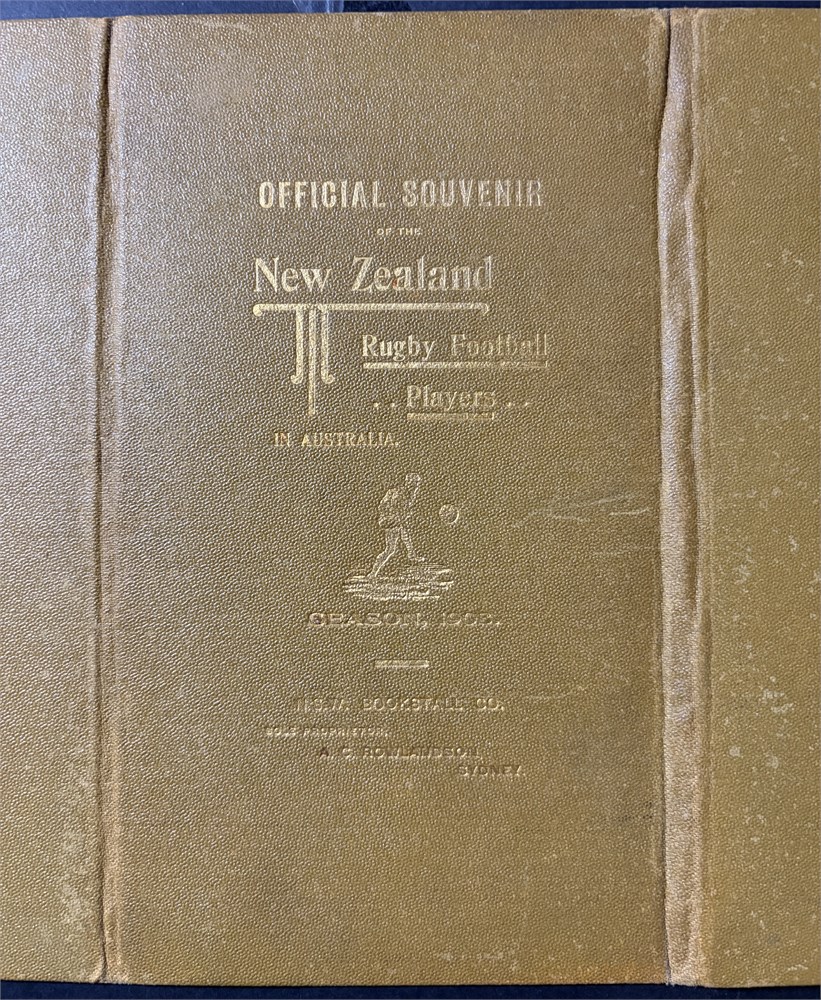 OFFICIAL SOUVENIR
OF THE
New Zealand
Rugby Football
. . Players . .
IN AUSTRALIA.
SEASON, 1903.
N.S.W. BOOKSTALL CO.
SOLE PROPRIETOR,
A. C. ROWLANDSON,
SYDNEY.